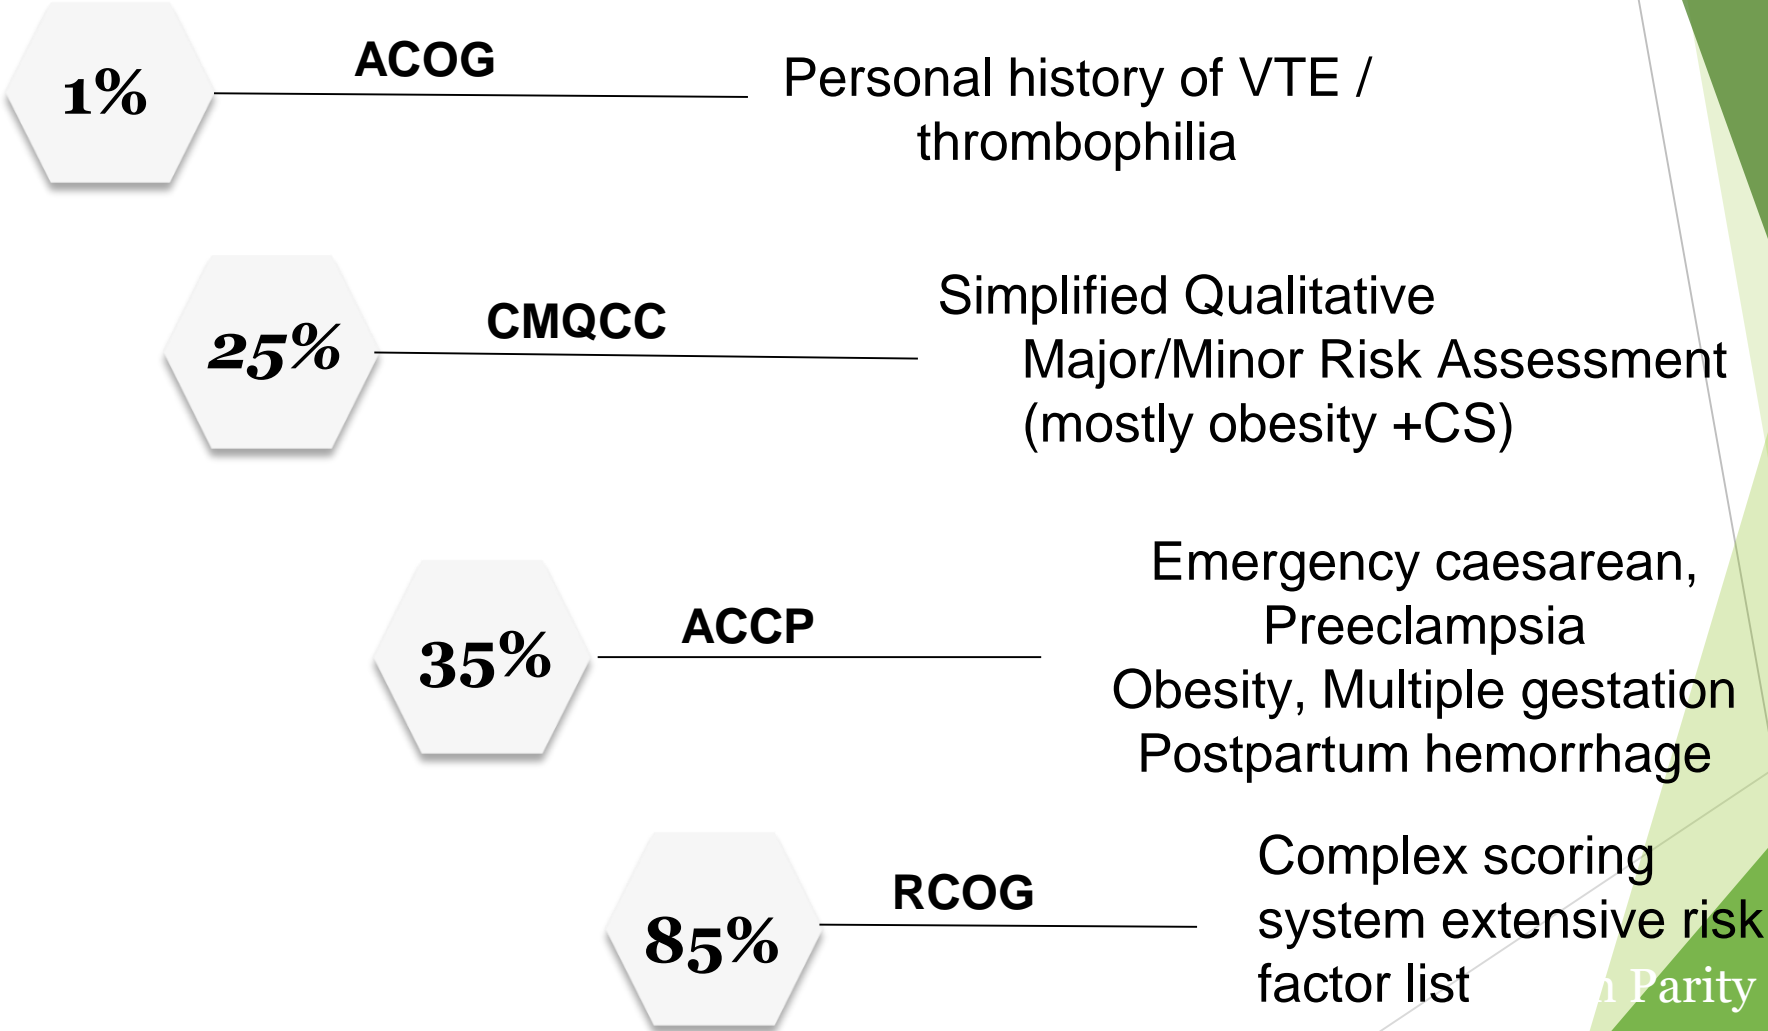 1%
ACOG
Personal history of VTE /
thrombophilia
25%
CMQCC
Simplified Qualitative
Major/Minor Risk Assessment
(mostly obesity +CS)
35%
ACCP
Emergency caesarean,
Preeclampsia
Obesity, Multiple gestation
Postpartum hemorrhage
85%
RCOG
Complex scoring
system extensive risk
factor list
Parity